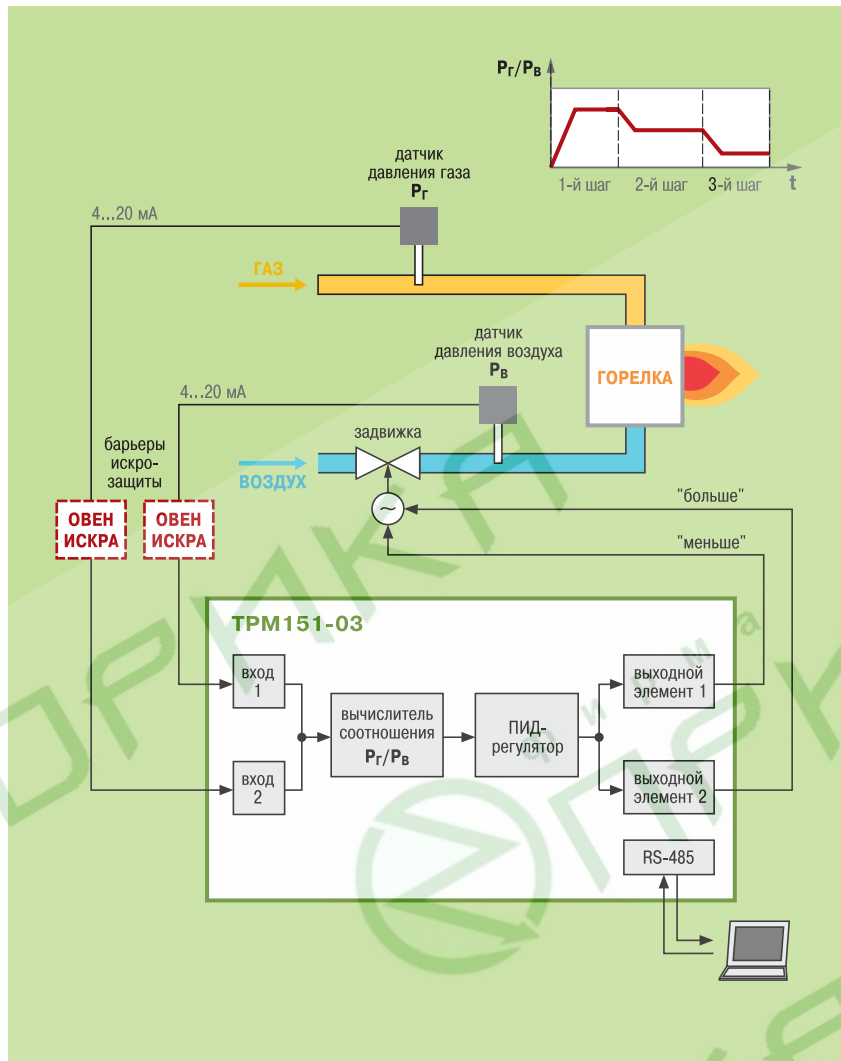 Pг/Pв
1-й шаг
2-й шаг
3-й шаг
t
датчик
давления газа
Pг
4...20 мА
ГАЗ
датчик
давления воздуха
Pв
ГОРЕЛКА
4...20 мА
задвижка
барьеры
искро-
защиты
ВОЗДУХ
ОВЕН
ИСКРА
ОВЕН
ИСКРА
~
"больше"
"меньше"
ТРМ151-03
вход
1
вычислитель
соотношения
Pг/Pв
ПИД-
регулятор
выходной
элемент 1
вход
2
выходной
элемент 2
RS-485
фирма